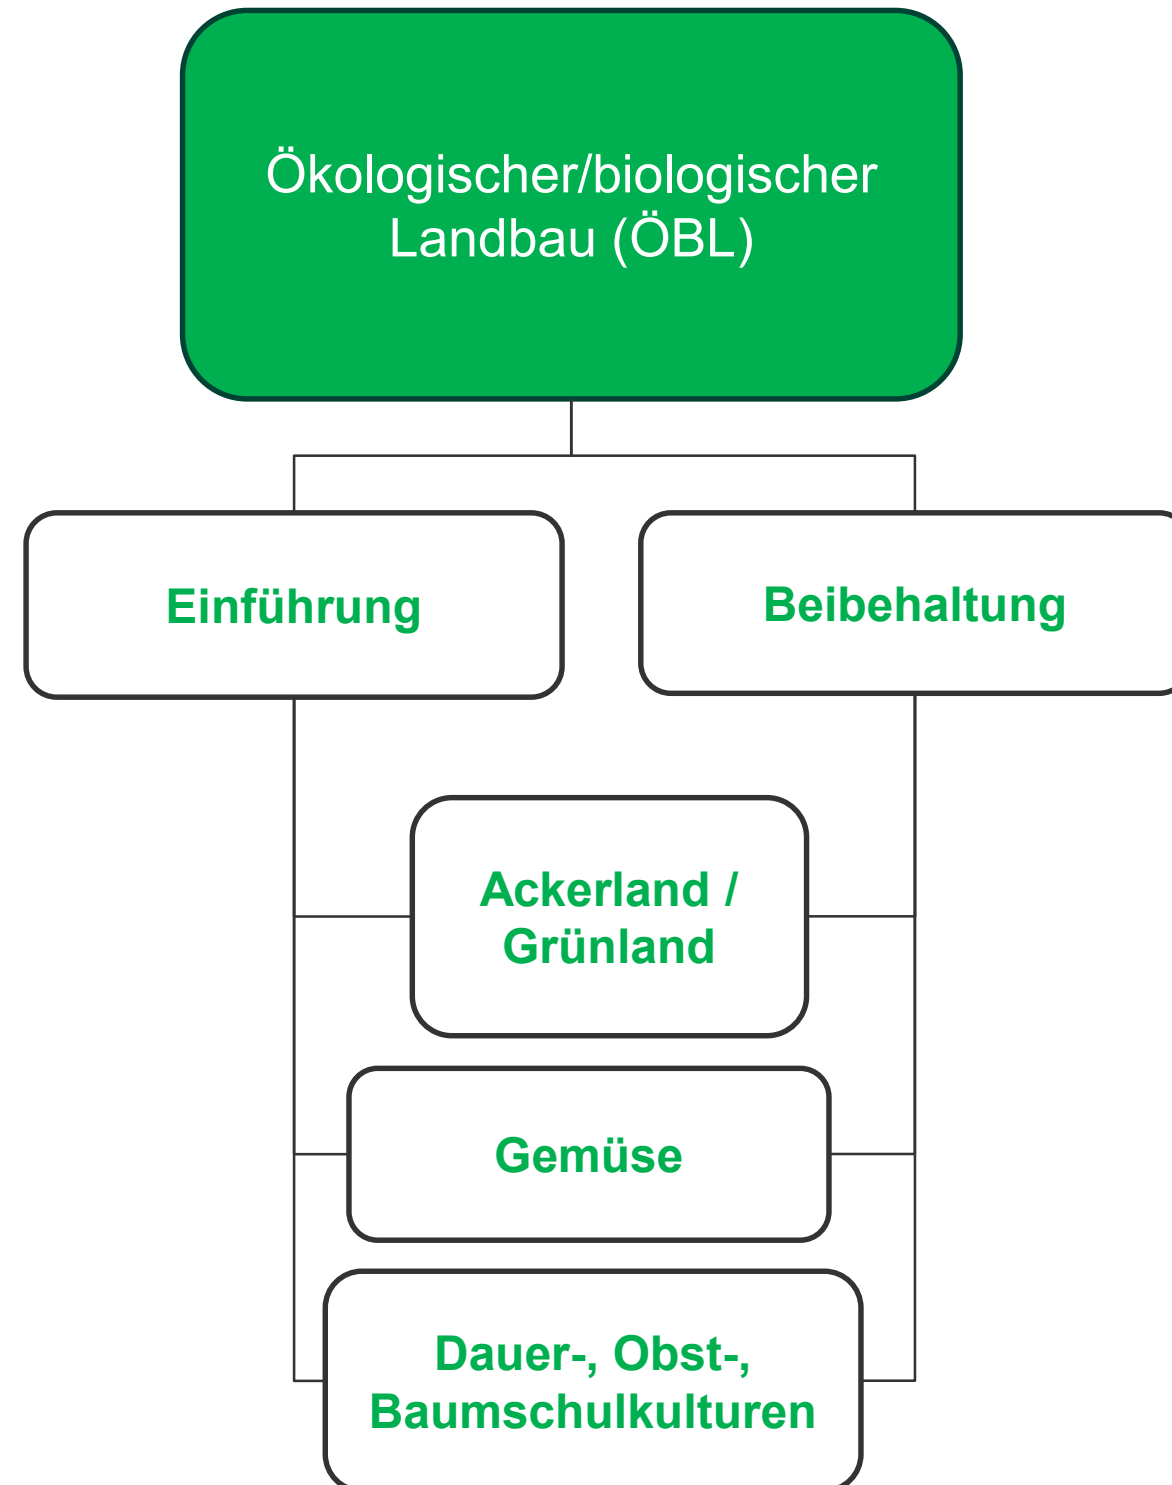 Ökologischer/biologischer
Landbau (ÖBL)
Einführung
Beibehaltung
Ackerland /
Grünland
Gemüse
Dauer-, Obst-,
Baumschulkulturen